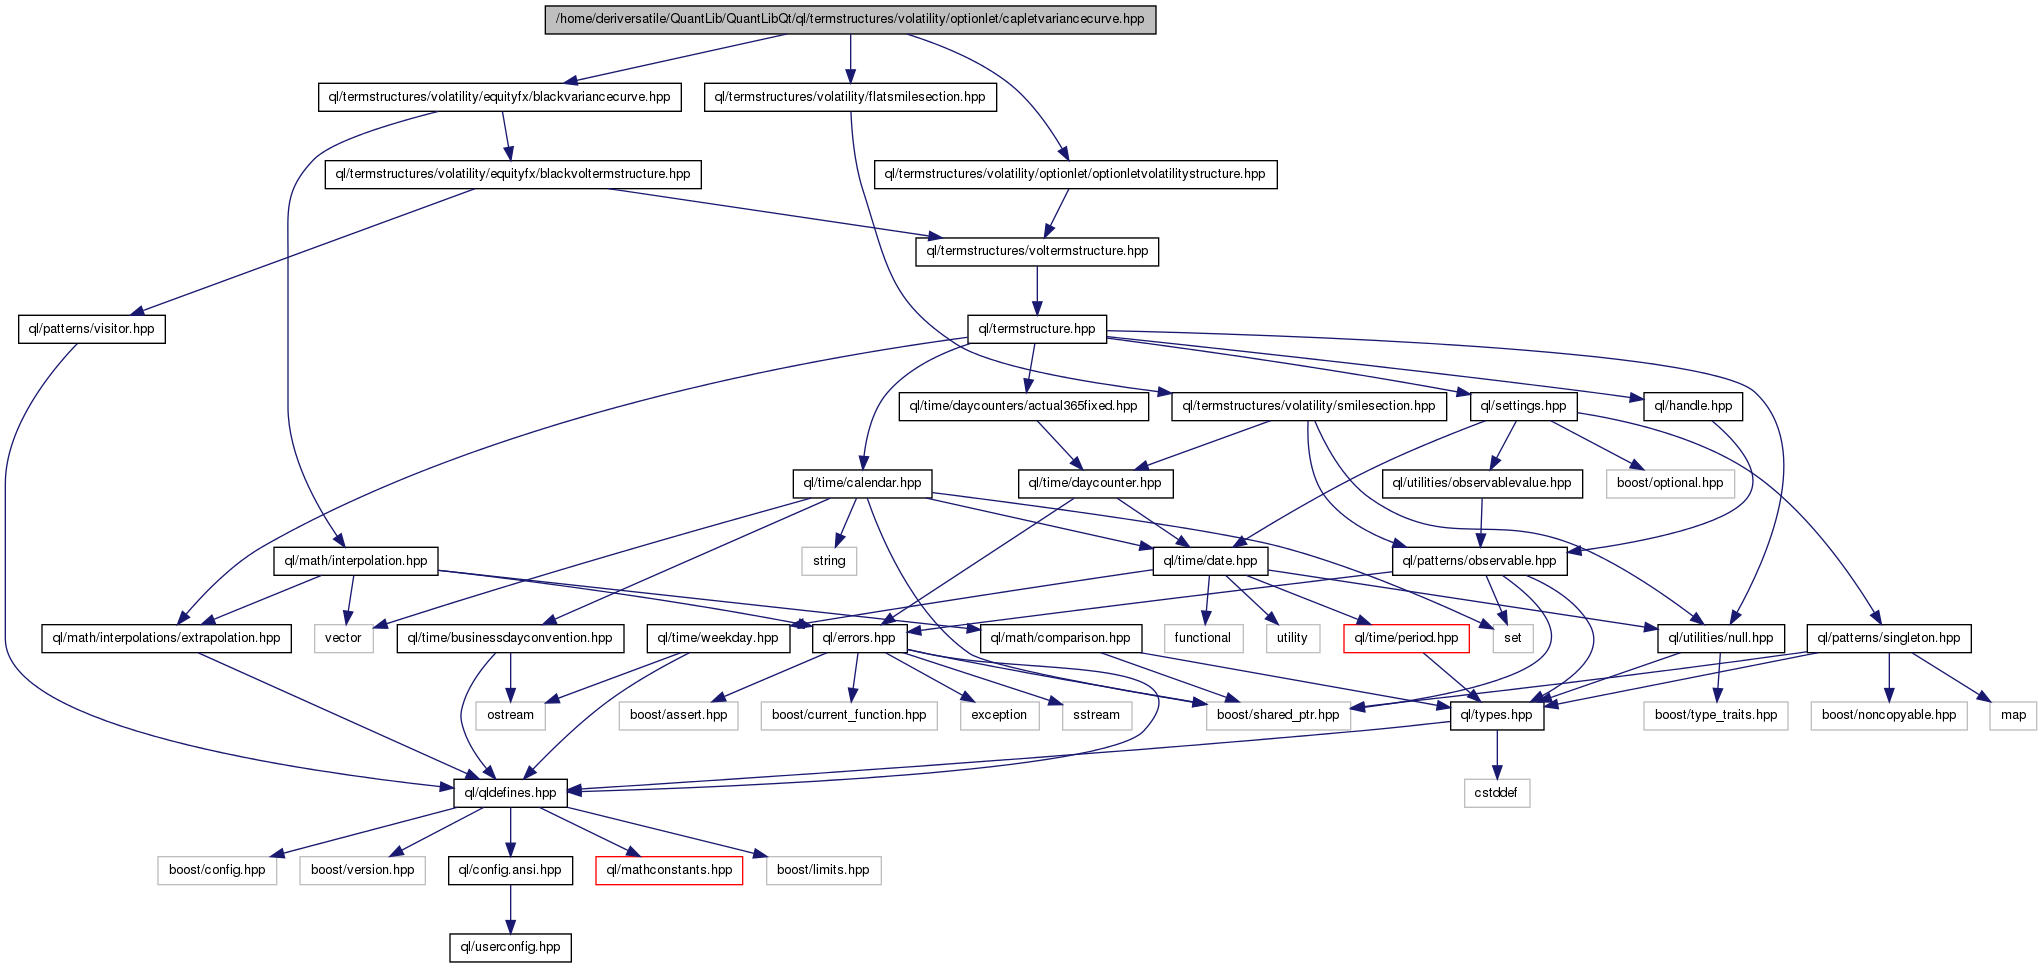 /home/deriversatile/QuantLib/QuantLibQt/ql/termstructures/volatility/optionlet/capletvariancecurve.hpp
ql/termstructures/volatility/equityfx/blackvariancecurve.hpp
ql/termstructures/volatility/flatsmilesection.hpp
ql/termstructures/volatility/equityfx/blackvoltermstructure.hpp
ql/termstructures/volatility/optionlet/optionletvolatilitystructure.hpp
ql/termstructures/voltermstructure.hpp
ql/patterns/visitor.hpp
ql/termstructure.hpp
ql/time/daycounters/actual365fixed.hpp
ql/termstructures/volatility/smilesection.hpp
ql/settings.hpp
ql/handle.hpp
ql/time/calendar.hpp
ql/time/daycounter.hpp
ql/utilities/observablevalue.hpp
boost/optional.hpp
ql/math/interpolation.hpp
string
ql/time/date.hpp
ql/patterns/observable.hpp
ql/math/interpolations/extrapolation.hpp
vector
ql/time/businessdayconvention.hpp
ql/time/weekday.hpp
ql/errors.hpp
ql/math/comparison.hpp
functional
utility
ql/time/period.hpp
set
ql/utilities/null.hpp
ql/patterns/singleton.hpp
ostream
boost/assert.hpp
boost/current_function.hpp
exception
sstream
boost/shared_ptr.hpp
ql/types.hpp
boost/type_traits.hpp
boost/noncopyable.hpp
map
ql/qldefines.hpp
cstddef
boost/config.hpp
boost/version.hpp
ql/config.ansi.hpp
ql/mathconstants.hpp
boost/limits.hpp
ql/userconfig.hpp